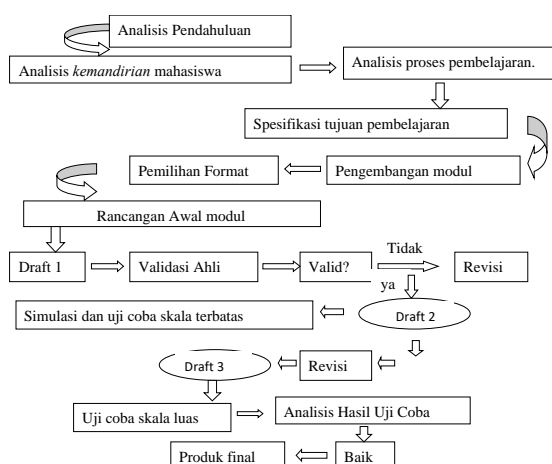 Analisis Pendahuluan
Analisis kemandirian mahasiswa
Analisis proses pembelajaran.
Spesifikasi tujuan pembelajaran
Pemilihan Format
Pengembangan modul
Rancangan Awal modul
Tidak
Draft 1
Validasi Ahli
Valid?
Revisi
ya
Simulasi dan uji coba skala terbatas
Draft 2
Draft 3
Revisi
Uji coba skala luas
Analisis Hasil Uji Coba
Produk final
Baik